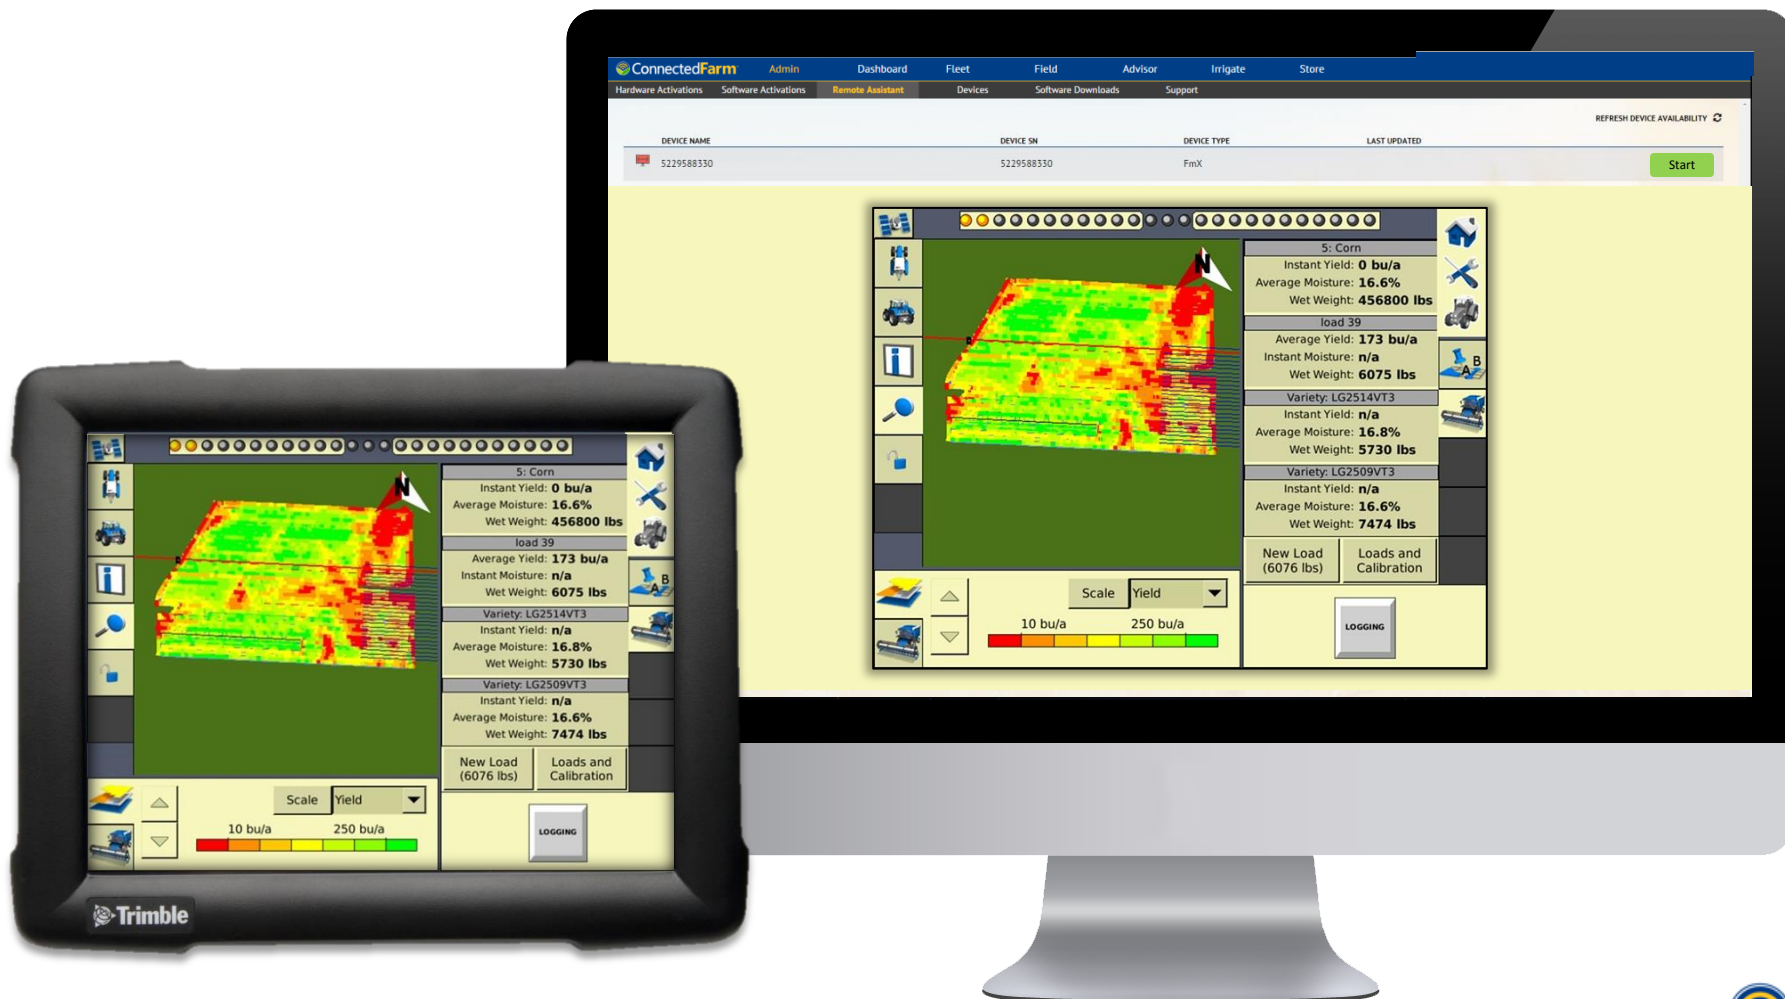 ConnectedFarm Admin Dashboard Fleet Field Advisor Irrigate Store
Hardware Activations Software Activations Remote Assistant Devices Software Downloads Support
REFRESH DEVICE AVAILABILITY
DEVICE NAME DEVICE SN DEVICE TYPE LAST UPDATED
5229588330 5229588330 FmX Start
N
5: Corn
Instant Yield: 0 bu/a
Average Moisture: 16.6%
Wet Weight: 456800 lbs
load 39
Average Yield: 173 bu/a
Instant Moisture: n/a
Wet Weight: 6075 lbs
Variety: LG2514VT3
Instant Yield: n/a
Average Moisture: 16.8%
Wet Weight: 5730 lbs
Variety: LG2509VT3
Instant Yield: n/a
Average Moisture: 16.6%
Wet Weight: 7474 lbs
New Load
(6076 lbs)
Loads and
Calibration
A B
i
Scale Yield
10 bu/a 250 bu/a
LOGGING
N
5: Corn
Instant Yield: 0 bu/a
Average Moisture: 16.6%
Wet Weight: 456800 lbs
load 39
Average Yield: 173 bu/a
Instant Moisture: n/a
Wet Weight: 6075 lbs
Variety: LG2514VT3
Instant Yield: n/a
Average Moisture: 16.8%
Wet Weight: 5730 lbs
Variety: LG2509VT3
Instant Yield: n/a
Average Moisture: 16.6%
Wet Weight: 7474 lbs
New Load
(6076 lbs)
Loads and
Calibration
A B
i
Scale Yield
10 bu/a 250 bu/a
LOGGING
Trimble